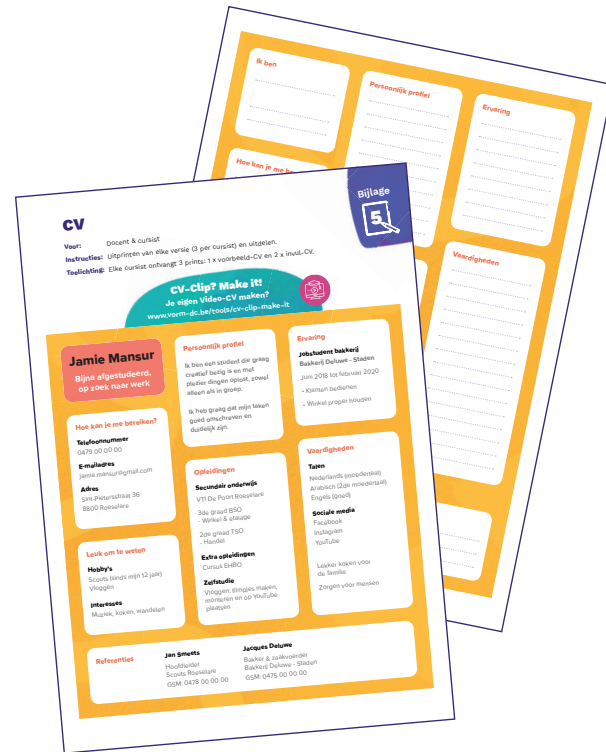 Ik ben
Persoonlijk profiel
Ervaring
Hoe kan je me
Vaardigheden
Bijlage
5
CV
Voor: Docent & cursist
Instructies: Uitprinten van elke versie (3 per cursist) en uitdelen.
Toelichting: Elke cursist ontvangt 3 prints: 1 x voorbeeld-CV en 2 x invul-CV.
CV-Clip? Make it!
Je eigen Video-CV maken?
www.vorm-dc.be/tools/cv-clip-make-it
Jamie Mansur
Bijna afgestudeerd,
op zoek naar werk
Hoe kan je me bereiken?
Telefoonnummer
0479 00 00 00
E-mailadres
jamie.mansur@gmail.com
Adres
Sint-Pietersstraat 36
8800 Roeselare
Leuk om te weten
Hobby's
Scouts (sinds mijn 12 jaar)
Vloggen
Interesses
Muziek, koken, wandelen
Persoonlijk profiel
Ik ben een student die graag
creatief bezig is en met
plezier dingen oplost, zowel
alleen als in groep.
Ik heb graag dat mijn taken
goed omschreven en
duidelijk zijn.
Opleidingen
Secundair onderwijs
VTI De Poort Roeselare
3de graad BSO
- Winkel & etalage
2de graad TSO
- Handel
Extra opleidingen
Cursus EHBO
Zelfstudie
Vloggen: filmpjes maken,
monteren en op YouTube
plaatsen
Ervaring
Jobstudent bakkerij
Bakkerij Deluwe - Staden
Juni 2018 tot februari 2020
- Klanten bedienen
- Winkel proper houden
Vaardigheden
Talen
Nederlands (moedertaal)
Arabisch (2de moedertaal)
Engels (goed)
Sociale media
Facebook
Instagram
YouTube
Lekker koken voor
de familie
Zorgen voor mensen
Referenties
Jan Smeets
Hoofdleider
Scouts Roeselare
GSM: 0478 00 00 00
Jacques Deluwe
Bakker & zaakvoerder
Bakkerij Deluwe - Staden
GSM: 0475 00 00 00